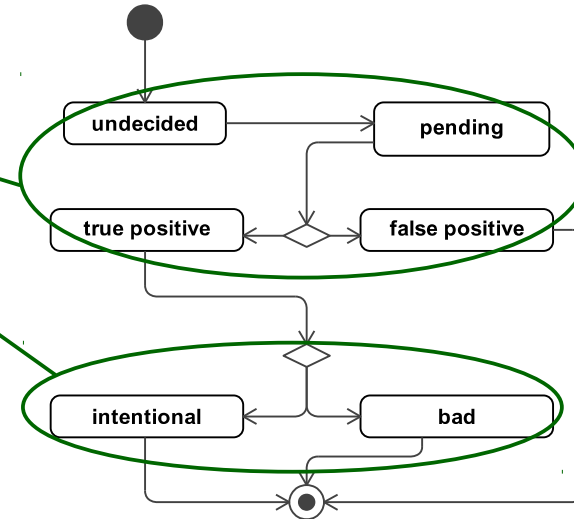 undecided
pending
true positive
false positive
intentional
bad